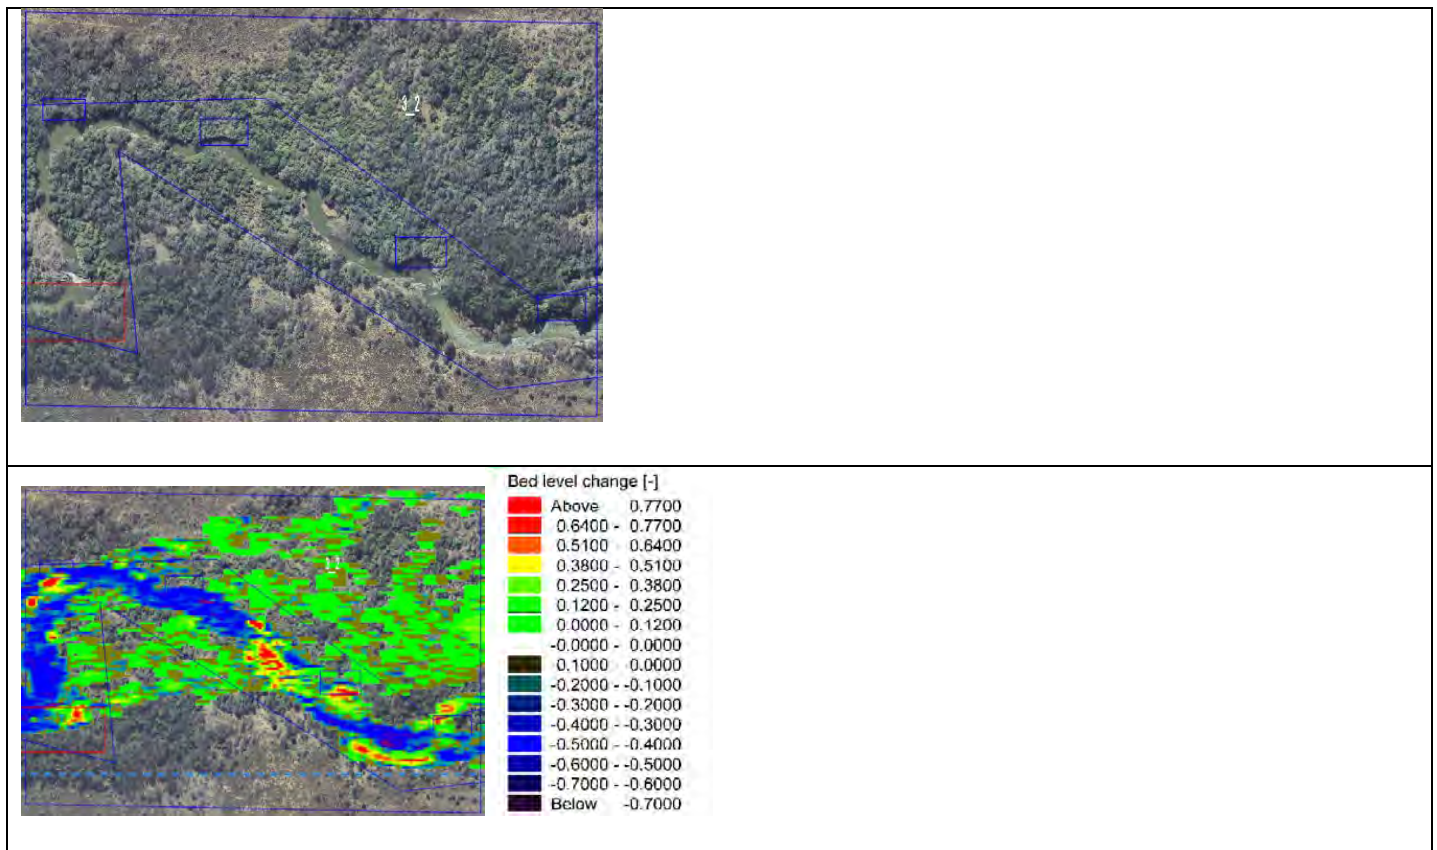 3_2
Bed level change [-]
Above 0.7700
0.6400 - 0.7700
0.5100 - 0.6400
0.3800 - 0.5100
0.2500 - 0.3800
0.1200 - 0.2500
0.0000 - 0.1200
-0.0000 - 0.0000
-0.1000 - 0.0000
-0.2000 - -0.1000
-0.3000 - -0.2000
-0.4000 - -0.3000
-0.5000 - -0.4000
-0.6000 - -0.5000
-0.7000 - -0.6000
Below -0.7000
3_2